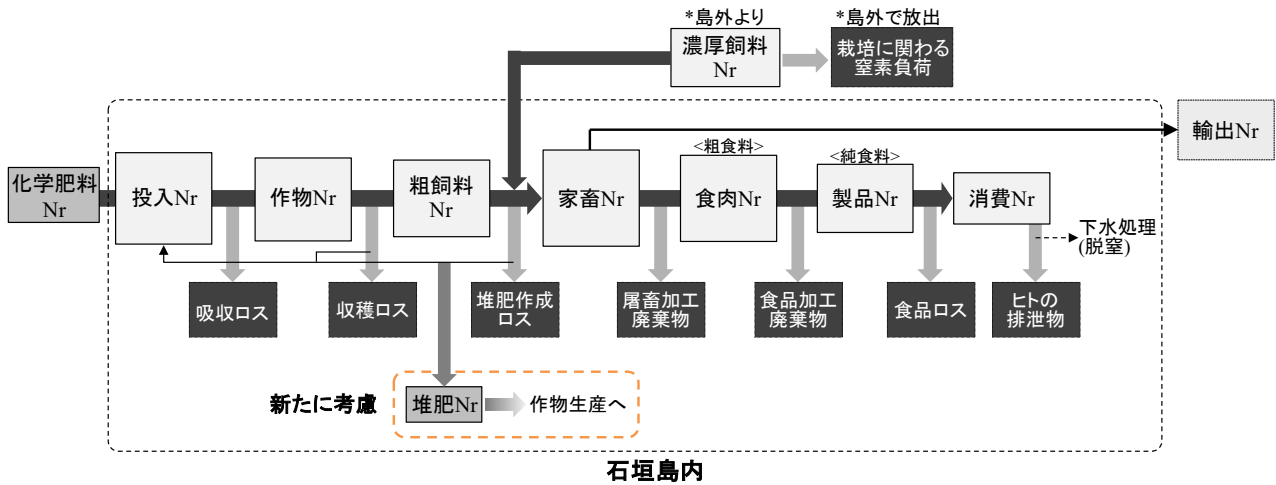 *島外より
*島外で放出
濃厚飼料
Nr
栽培に関わる
窒素負荷
輸出Nr
化学肥料
Nr
投入Nr
作物Nr
粗飼料
Nr
家畜Nr
<粗食料>
食肉Nr
<純食料>
製品Nr
消費Nr
下水処理
(脱窒)
吸収ロス
収穫ロス
堆肥作成
ロス
屠畜加工
廃棄物
食品加工
廃棄物
食品ロス
ヒトの
排泄物
新たに考慮
堆肥Nr
作物生産へ
石垣島内